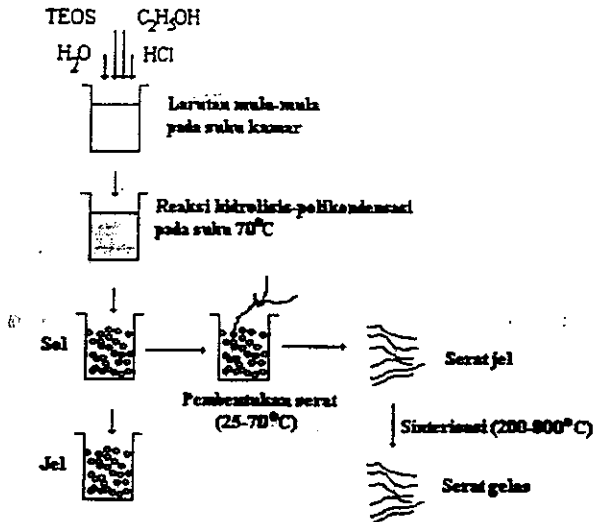 TEOS C₂H₅OH
H₂O HCl
Larutan mula-mula
pada suhu kamar
Reaksi hidrolisis-polikondensasi
pada suhu 70°C
Sol
Pembentukan serat
(25-70°C)
Serat jel
Sinterisasi (200-800°C)
Jel
Serat gelas